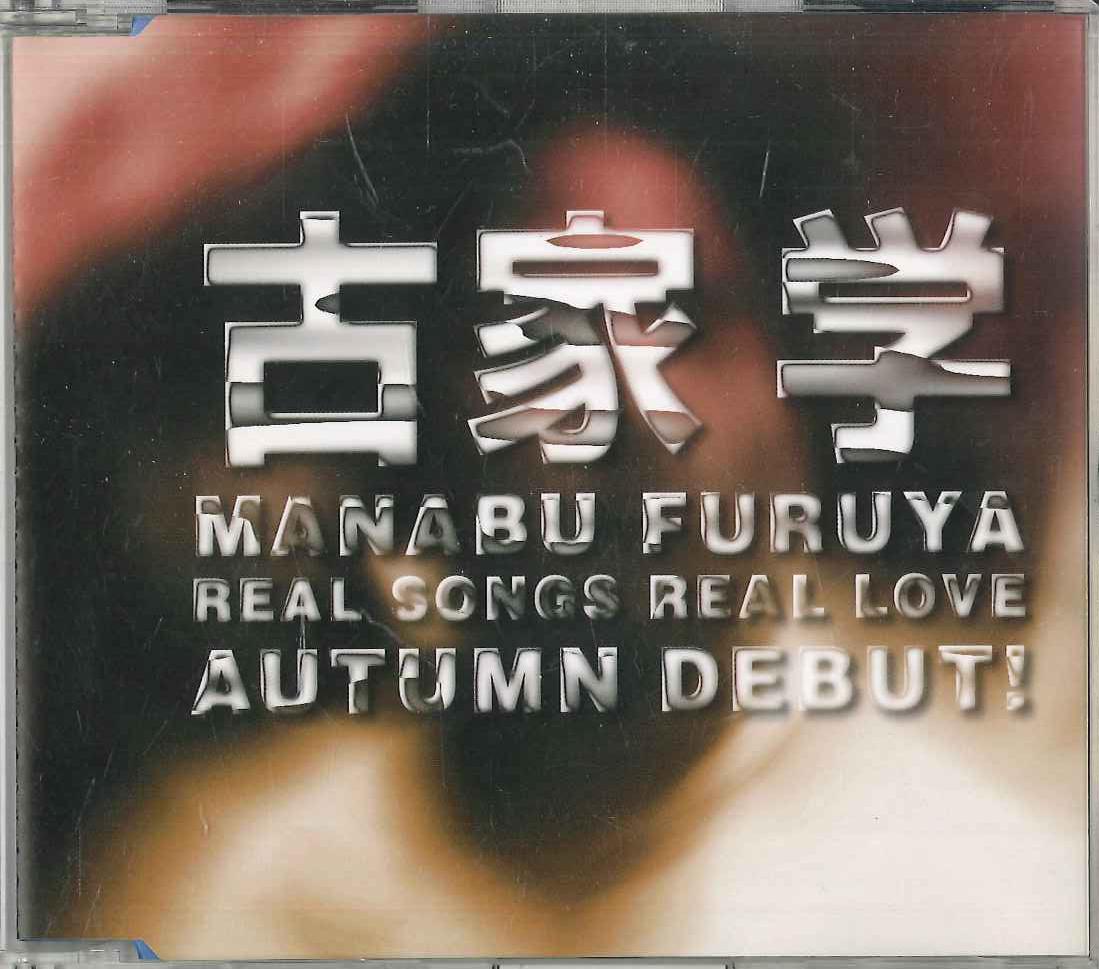 古家学
MANABU FURUYA
REAL SONGS REAL LOVE
AUTUMN DEBUT!